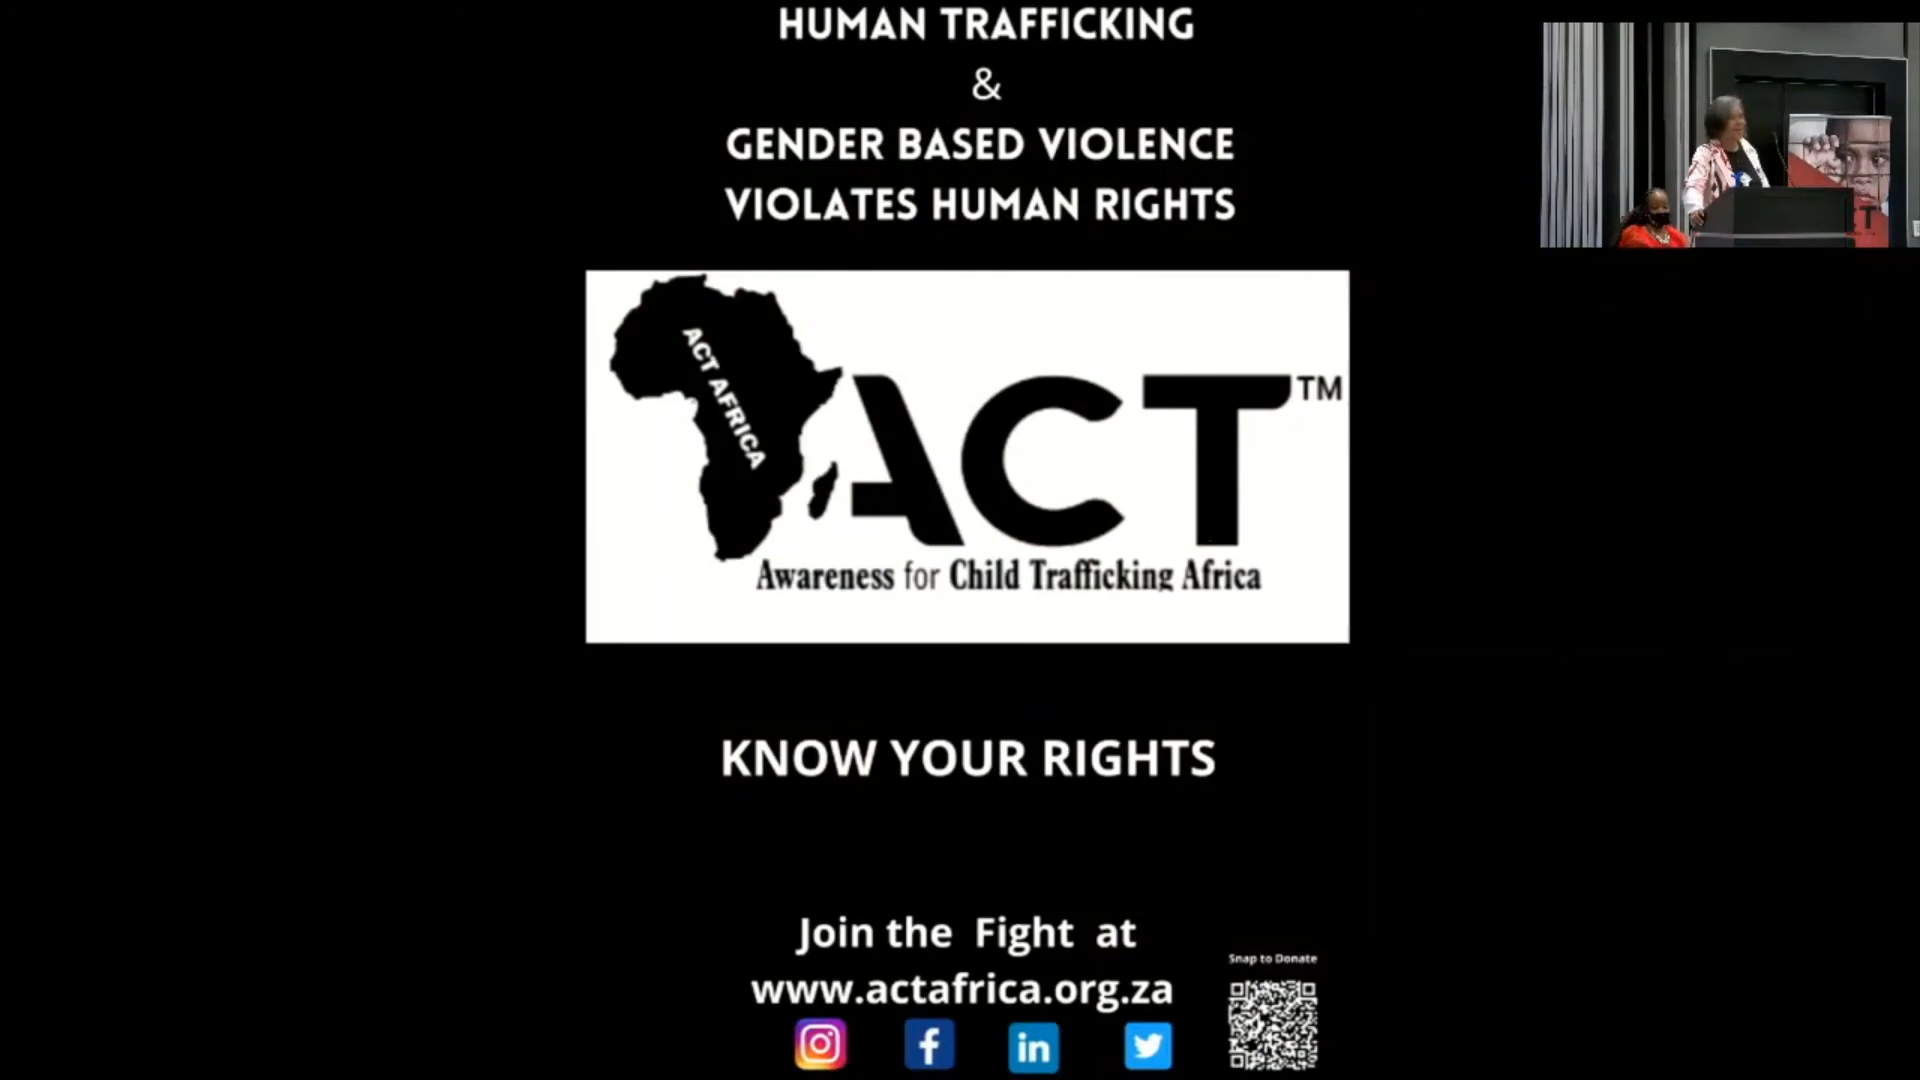 HUMAN TRAFFICKING
&
GENDER BASED VIOLENCE
VIOLATES HUMAN RIGHTS
ACT AFRICA
ACT™
Awareness for Child Trafficking Africa
KNOW YOUR RIGHTS
Join the Fight at
www.actafrica.org.za
Snap to Donate